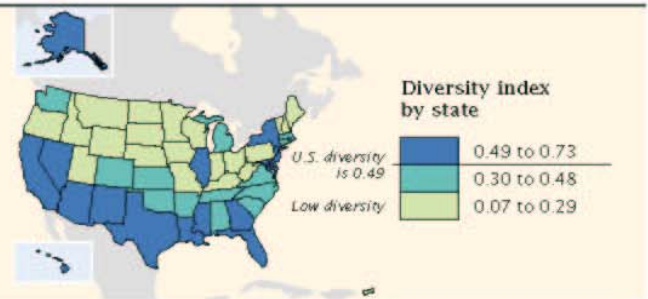 Diversity index
by state
0.49 to 0.73
U.S. diversity
is 0.49
0.30 to 0.48
Low diversity
0.07 to 0.29